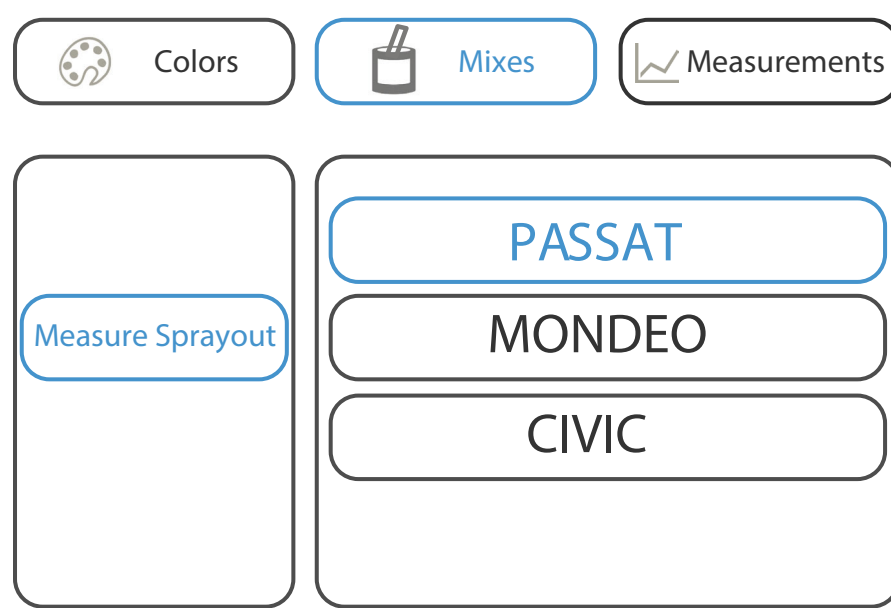 Colors
Mixes
Measurements
Measure Sprayout
PASSAT
MONDEO
CIVIC